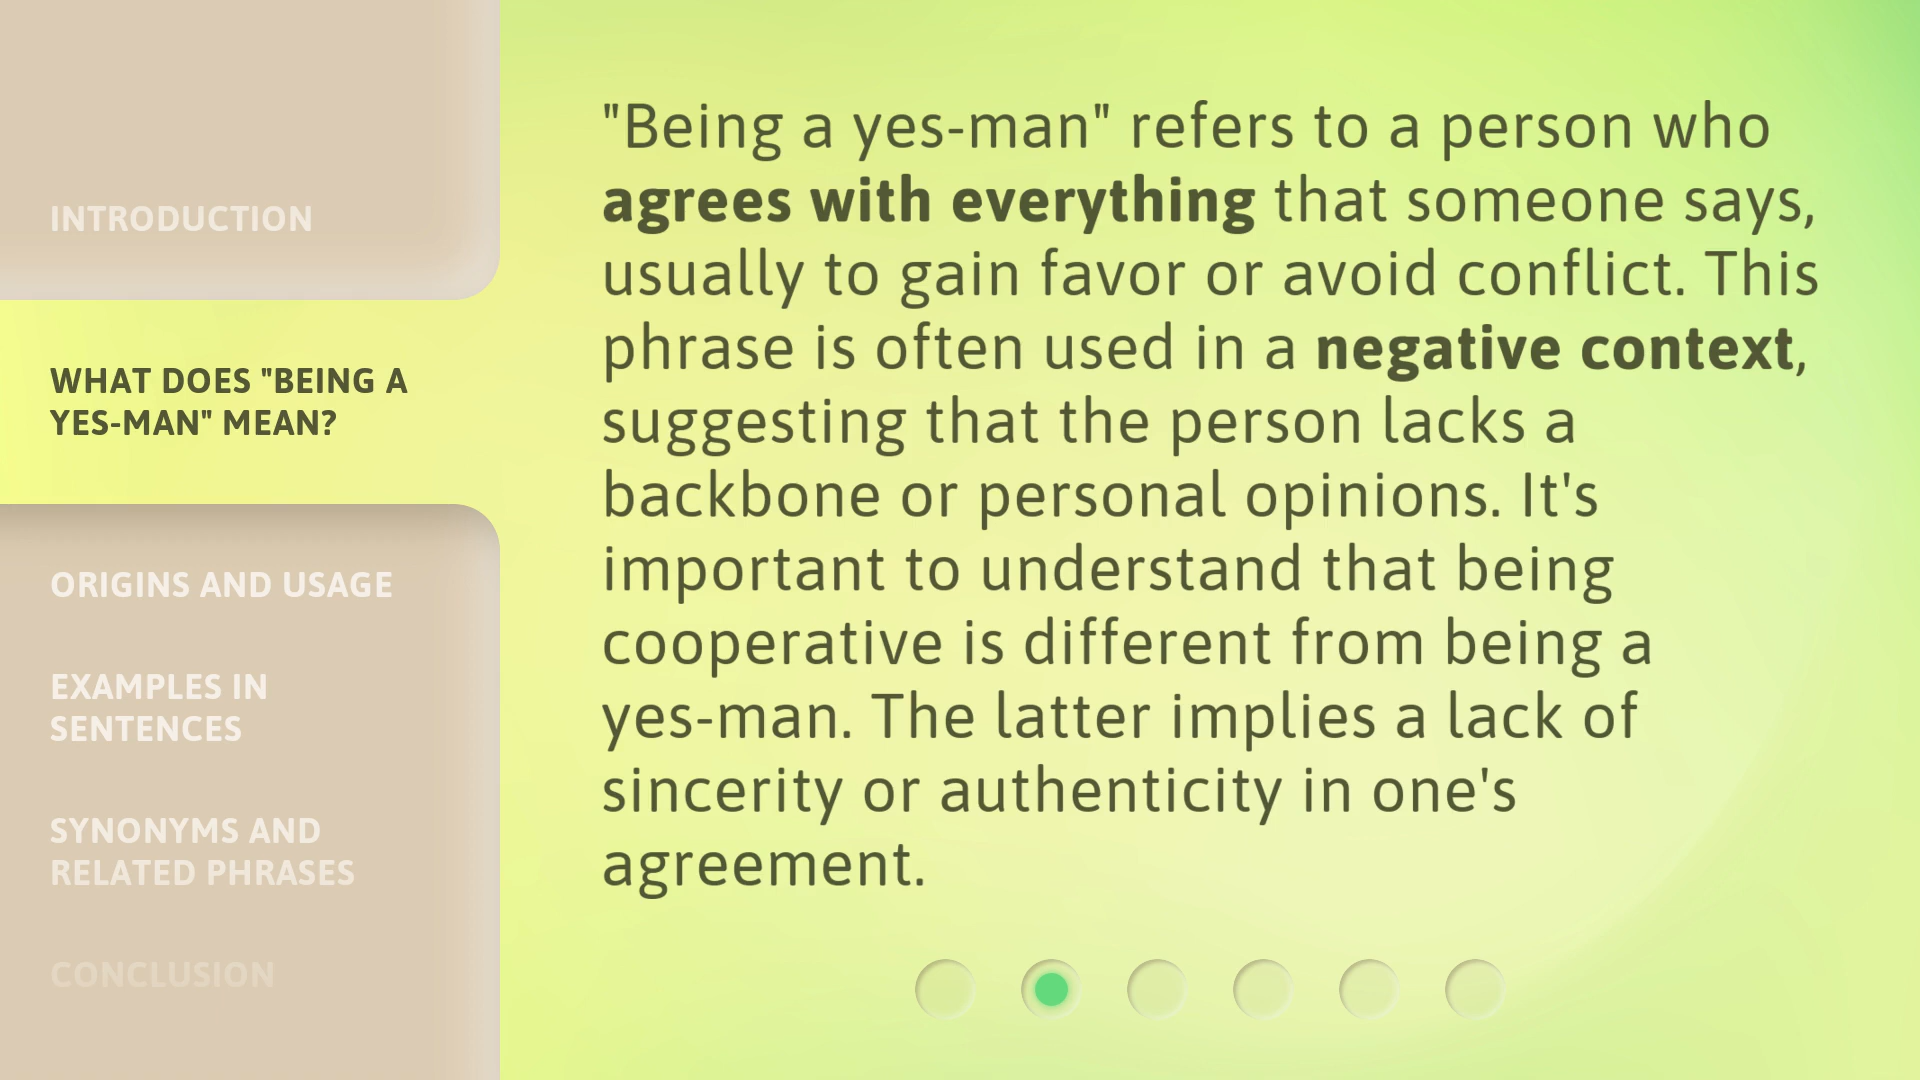 INTRODUCTION
WHAT DOES "BEING A
YES-MAN" MEAN?
ORIGINS AND USAGE
EXAMPLES IN
SENTENCES
SYNONYMS AND
RELATED PHRASES
CONCLUSION
"Being a yes-man" refers to a person who
agrees with everything that someone says,
usually to gain favor or avoid conflict. This
phrase is often used in a negative context,
suggesting that the person lacks a
backbone or personal opinions. It's
important to understand that being
cooperative is different from being a
yes-man. The latter implies a lack of
sincerity or authenticity in one's
agreement.